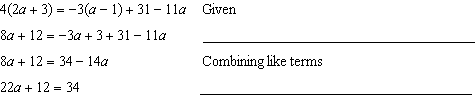 4(2a + 3) = −3(a − 1) + 31 − 11a Given
8a + 12 = −3a + 3 + 31 − 11a
8a + 12 = 34 − 14a Combining like terms
22a + 12 = 34